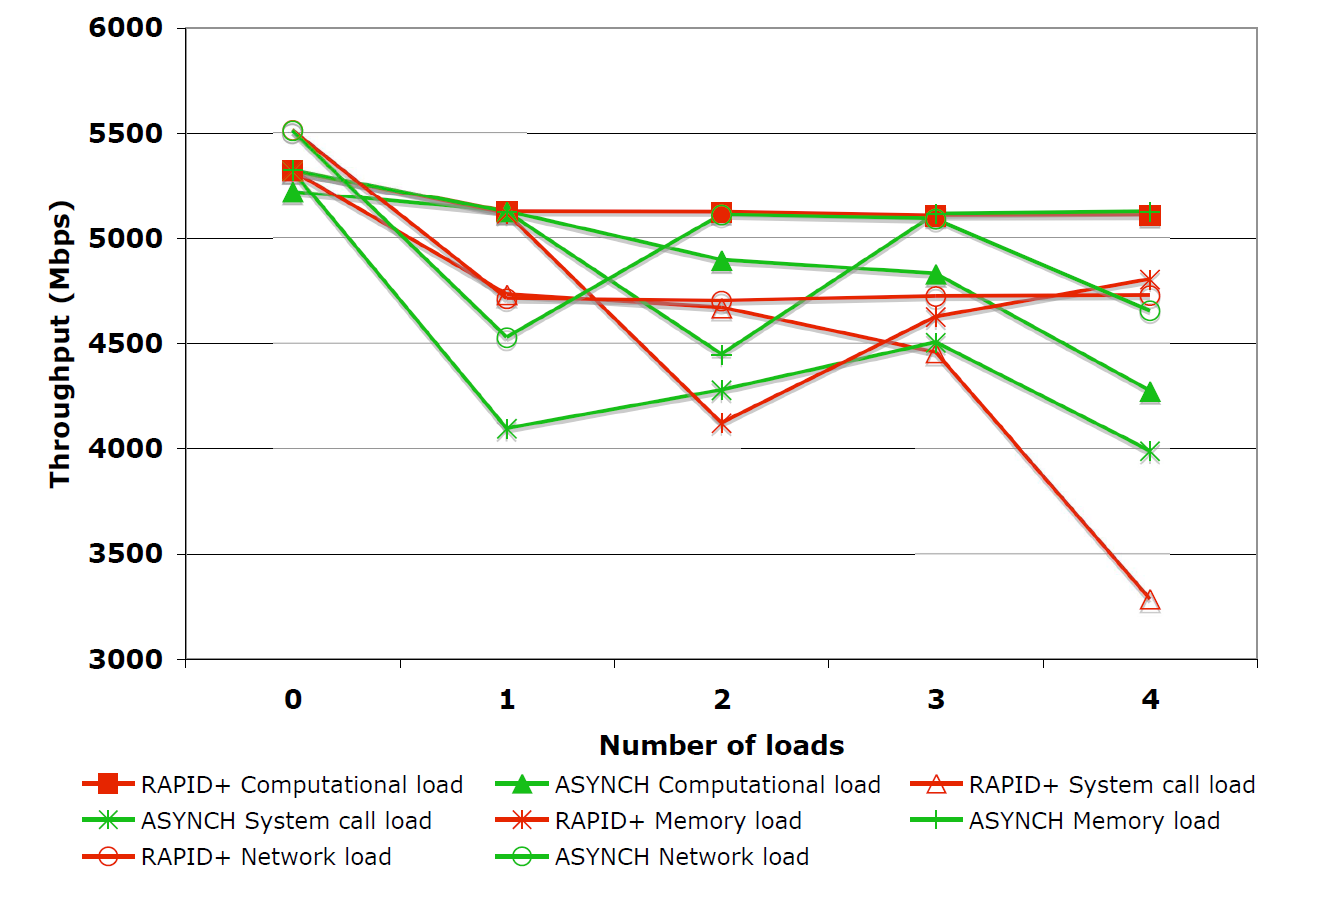 6000
5500
5000
4500
4000
3500
3000
Throughput (Mbps)
0 1 2 3 4
Number of loads
RAPID+ Computational load ASYNCH Computational load RAPID+ System call load
ASYNCH System call load RAPID+ Memory load ASYNCH Memory load
RAPID+ Network load ASYNCH Network load